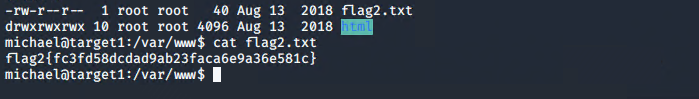 -rw-r--r-- 1 root root 40 Aug 13 2018 flag2.txt
drwxrwxrwx 10 root root 4096 Aug 13 2018 html
michael@target1:/var/www$ cat flag2.txt
flag2{fc3fd58dcdad9ab23faca6e9a36e581c}
michael@target1:/var/www$